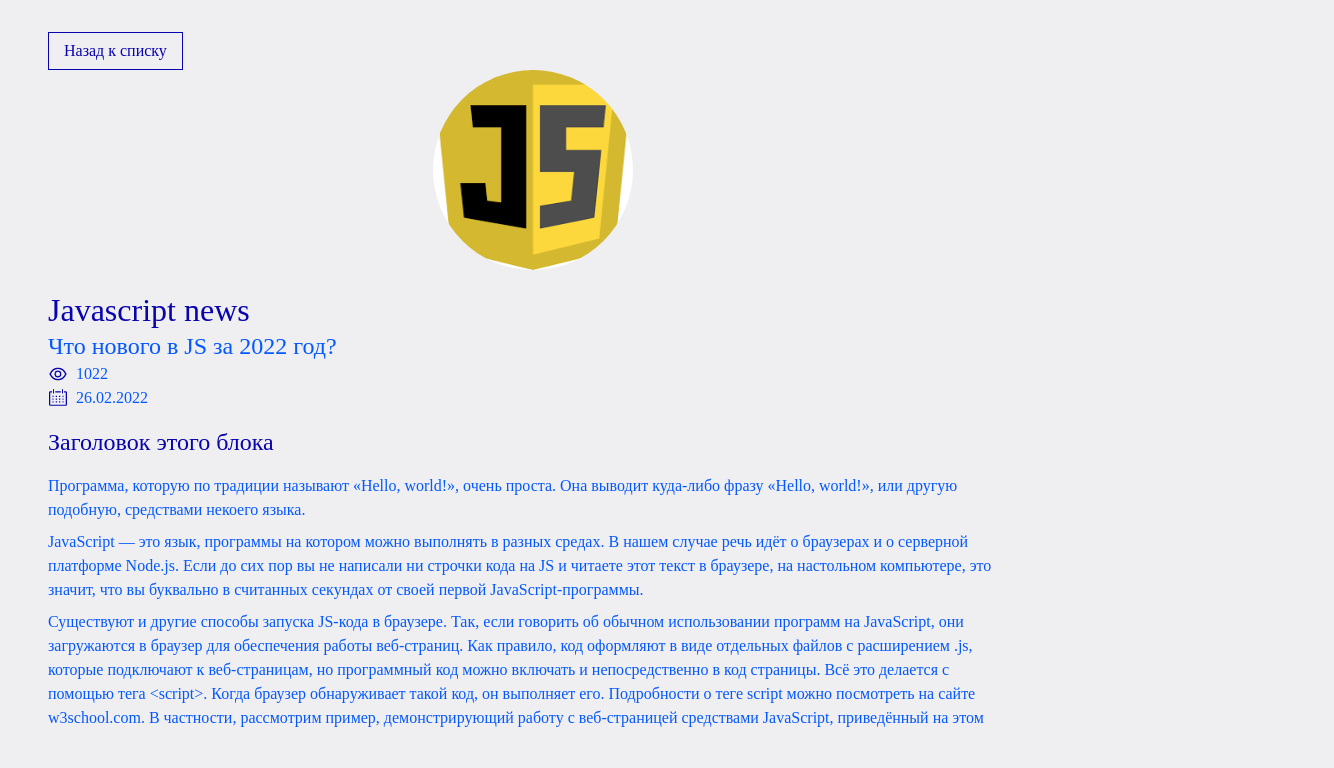 Назад к списку
JS
Javascript news
Что нового в JS за 2022 год?
1022
26.02.2022
Заголовок этого блока
Программа, которую по традиции называют «Hello, world!», очень проста. Она выводит куда-либо фразу «Hello, world!», или другую
подобную, средствами некоего языка.
JavaScript — это язык, программы на котором можно выполнять в разных средах. В нашем случае речь идёт о браузерах и о серверной
платформе Node.js. Если до сих пор вы не написали ни строчки кода на JS и читаете этот текст в браузере, на настольном компьютере, это
значит, что вы буквально в считанных секундах от своей первой JavaScript-программы.
Существуют и другие способы запуска JS-кода в браузере. Так, если говорить об обычном использовании программ на JavaScript, они
загружаются в браузер для обеспечения работы веб-страниц. Как правило, код оформляют в виде отдельных файлов с расширением .js,
которые подключают к веб-страницам, но программный код можно включать и непосредственно в код страницы. Всё это делается с
помощью тега <script>. Когда браузер обнаруживает такой код, он выполняет его. Подробности о теге script можно посмотреть на сайте
w3school.com. В частности, рассмотрим пример, демонстрирующий работу с веб-страницей средствами JavaScript, приведённый на этом